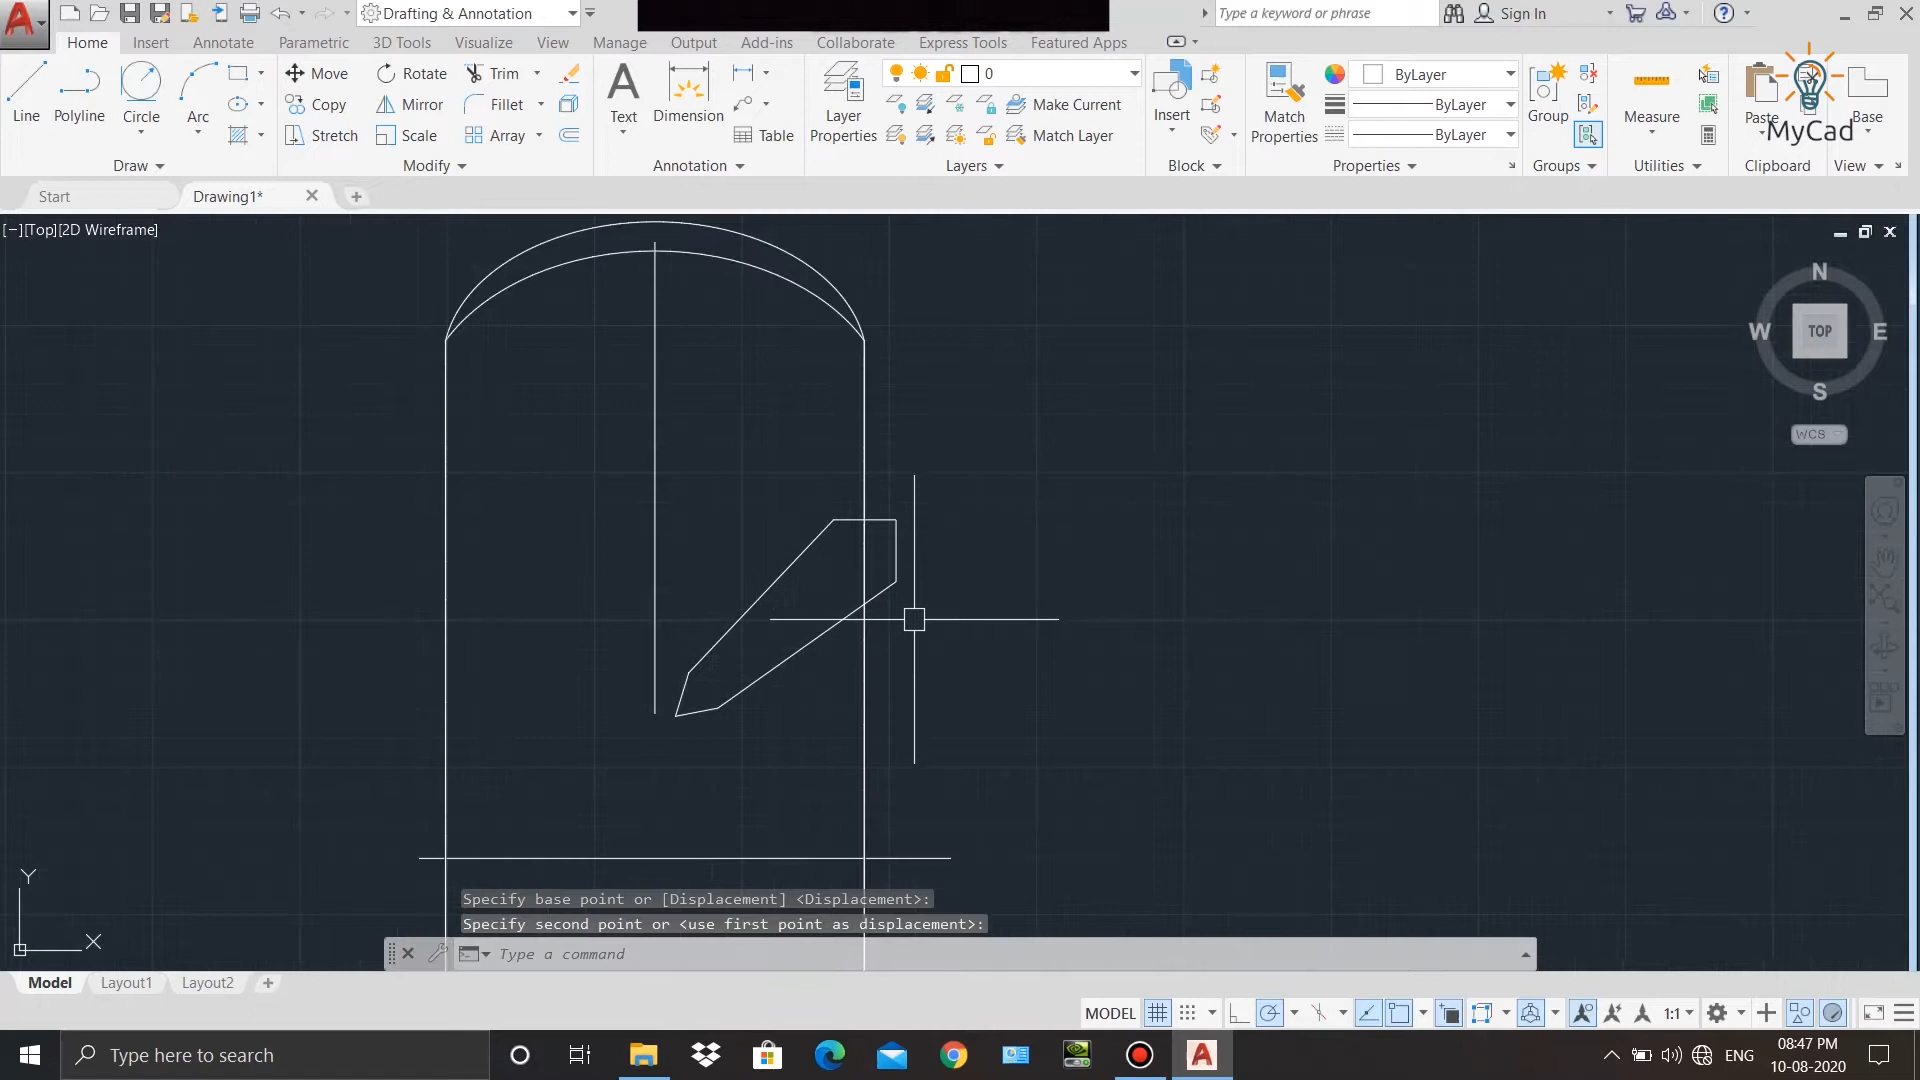 Drafting & Annotation
Type a keyword or phrase
Sign In
Home Insert Annotate Parametric 3D Tools Visualize View Manage Output Add-ins Collaborate Express Tools Featured Apps
Line Polyline Circle Arc
Move Rotate Trim
Copy Mirror Fillet
Stretch Scale Array
Text Dimension Table
Layer Properties
0
Make Current
Match Layer
Insert
Match Properties
ByLayer
ByLayer
ByLayer
Group
Measure
Paste
Base
MyCad
Draw Modify Annotation Layers Block Properties Groups Utilities Clipboard View
Start Drawing1*
[−][Top][2D Wireframe]
N
W TOP E
S
WCS
Y
X
Specify base point or [Displacement] <Displacement>:
Specify second point or <use first point as displacement>:
Type a command
Model Layout1 Layout2
MODEL 1:1
Type here to search
ENG
08:47 PM
10-08-2020